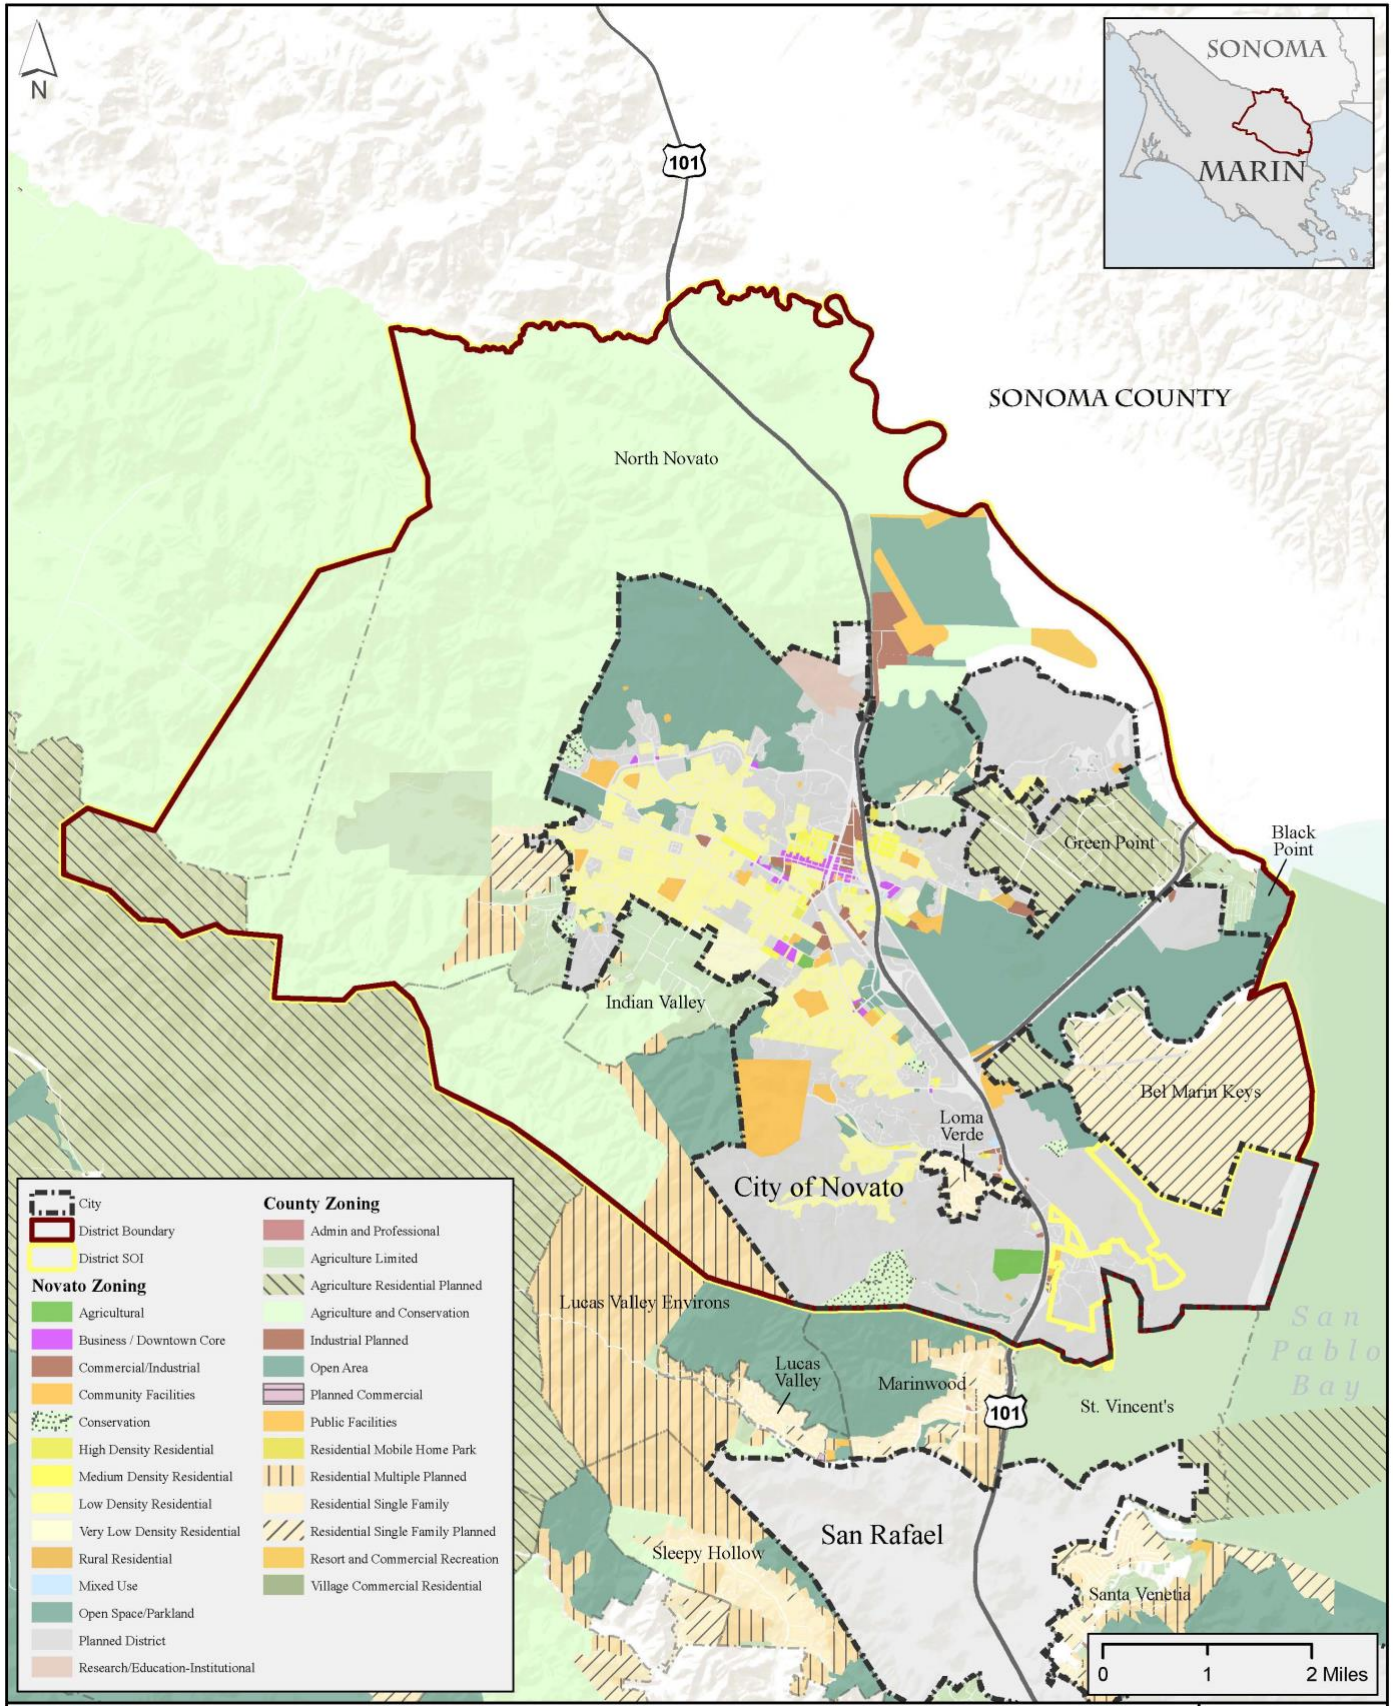 N
101
SONOMA
MARIN
SONOMA COUNTY
North Novato
Green Point
Black
Point
Indian Valley
Bel Marin Keys
Loma
Verde
City of Novato
Lucas Valley Environs
Lucas
Valley
Marinwood
101
St. Vincent's
San
Pablo
Bay
San Rafael
Sleepy Hollow
Santa Venetia
City
District Boundary
District SOI
Novato Zoning
Agricultural
Business / Downtown Core
Commercial/Industrial
Community Facilities
Conservation
High Density Residential
Medium Density Residential
Low Density Residential
Very Low Density Residential
Rural Residential
Mixed Use
Open Space/Parkland
Planned District
Research/Education-Institutional
County Zoning
Admin and Professional
Agriculture Limited
Agriculture Residential Planned
Agriculture and Conservation
Industrial Planned
Open Area
Planned Commercial
Public Facilities
Residential Mobile Home Park
Residential Multiple Planned
Residential Single Family
Residential Single Family Planned
Resort and Commercial Recreation
Village Commercial Residential
0 1 2 Miles